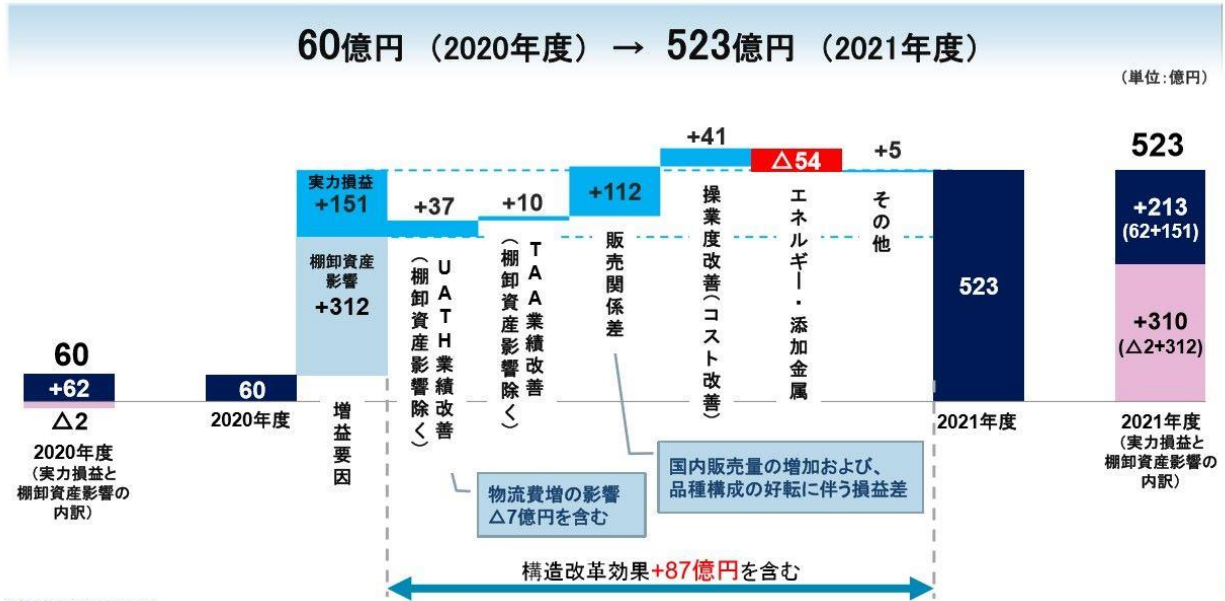 60億円 （2020年度） → 523億円 （2021年度）
（単位：億円）
60
+62
△2
2020年度
（実力損益と
棚卸資産影響の
内訳）
60
2020年度
実力損益
+151
棚卸資産
影響
+312
増益要因
+37
UATH業績改善
（棚卸資産影響除く）
+10
TAA業績改善
（棚卸資産影響除く）
+112
販売関係差
+41
操業度改善（コスト改善）
△54
エネルギー・添加金属
+5
その他
523
2021年度
523
+213
(62+151)
+310
(△2+312)
2021年度
（実力損益と
棚卸資産影響の
内訳）
物流費増の影響
△7億円を含む
国内販売量の増加および、
品種構成の好転に伴う損益差
構造改革効果+87億円を含む